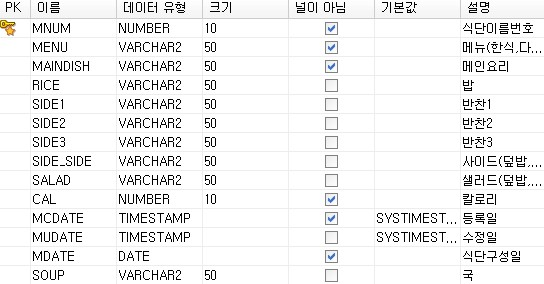 PK 이름 데이터 유형 크기 널이 아님 기본값 설명
MNUM NUMBER 10 식단이름번호
MENU VARCHAR2 50 메뉴(한식,다...
MAINDISH VARCHAR2 50 메인요리
RICE VARCHAR2 50 밥
SIDE1 VARCHAR2 50 반찬1
SIDE2 VARCHAR2 50 반찬2
SIDE3 VARCHAR2 50 반찬3
SIDE_SIDE VARCHAR2 50 사이드(덮밥,...
SALAD VARCHAR2 50 샐러드(덮밥,...
CAL NUMBER 10 칼로리
MCDATE TIMESTAMP SYSTIMEST... 등록일
MUDATE TIMESTAMP SYSTIMEST... 수정일
MDATE DATE 식단구성일
SOUP VARCHAR2 50 국